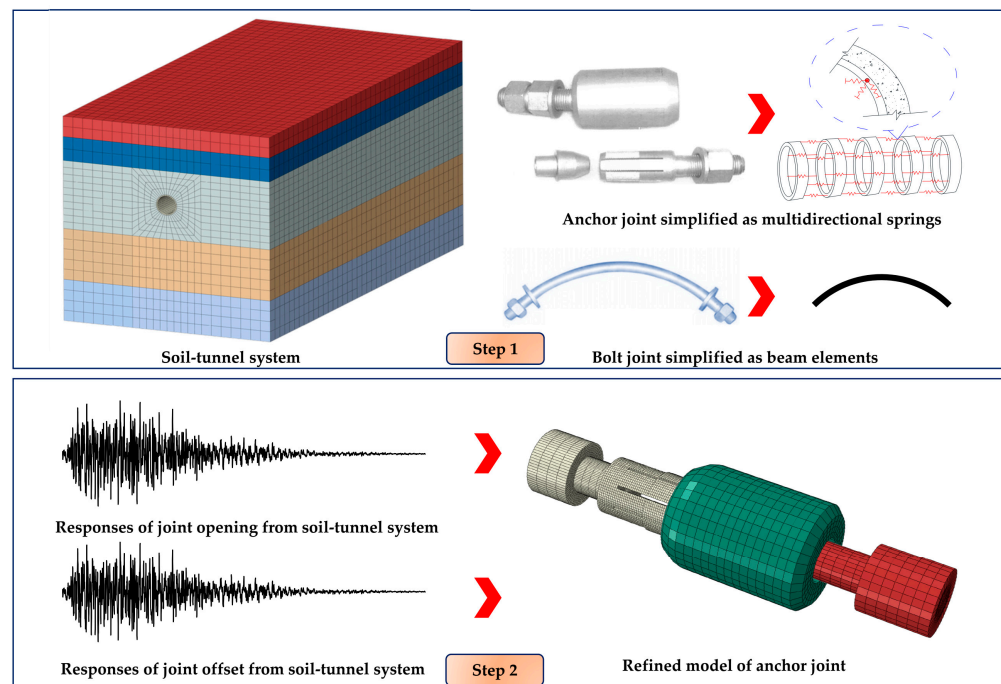 Anchor joint simplified as multidirectional springs
Soil-tunnel system
Step 1
Bolt joint simplified as beam elements
Responses of joint opening from soil-tunnel system
Responses of joint offset from soil-tunnel system
Step 2
Refined model of anchor joint